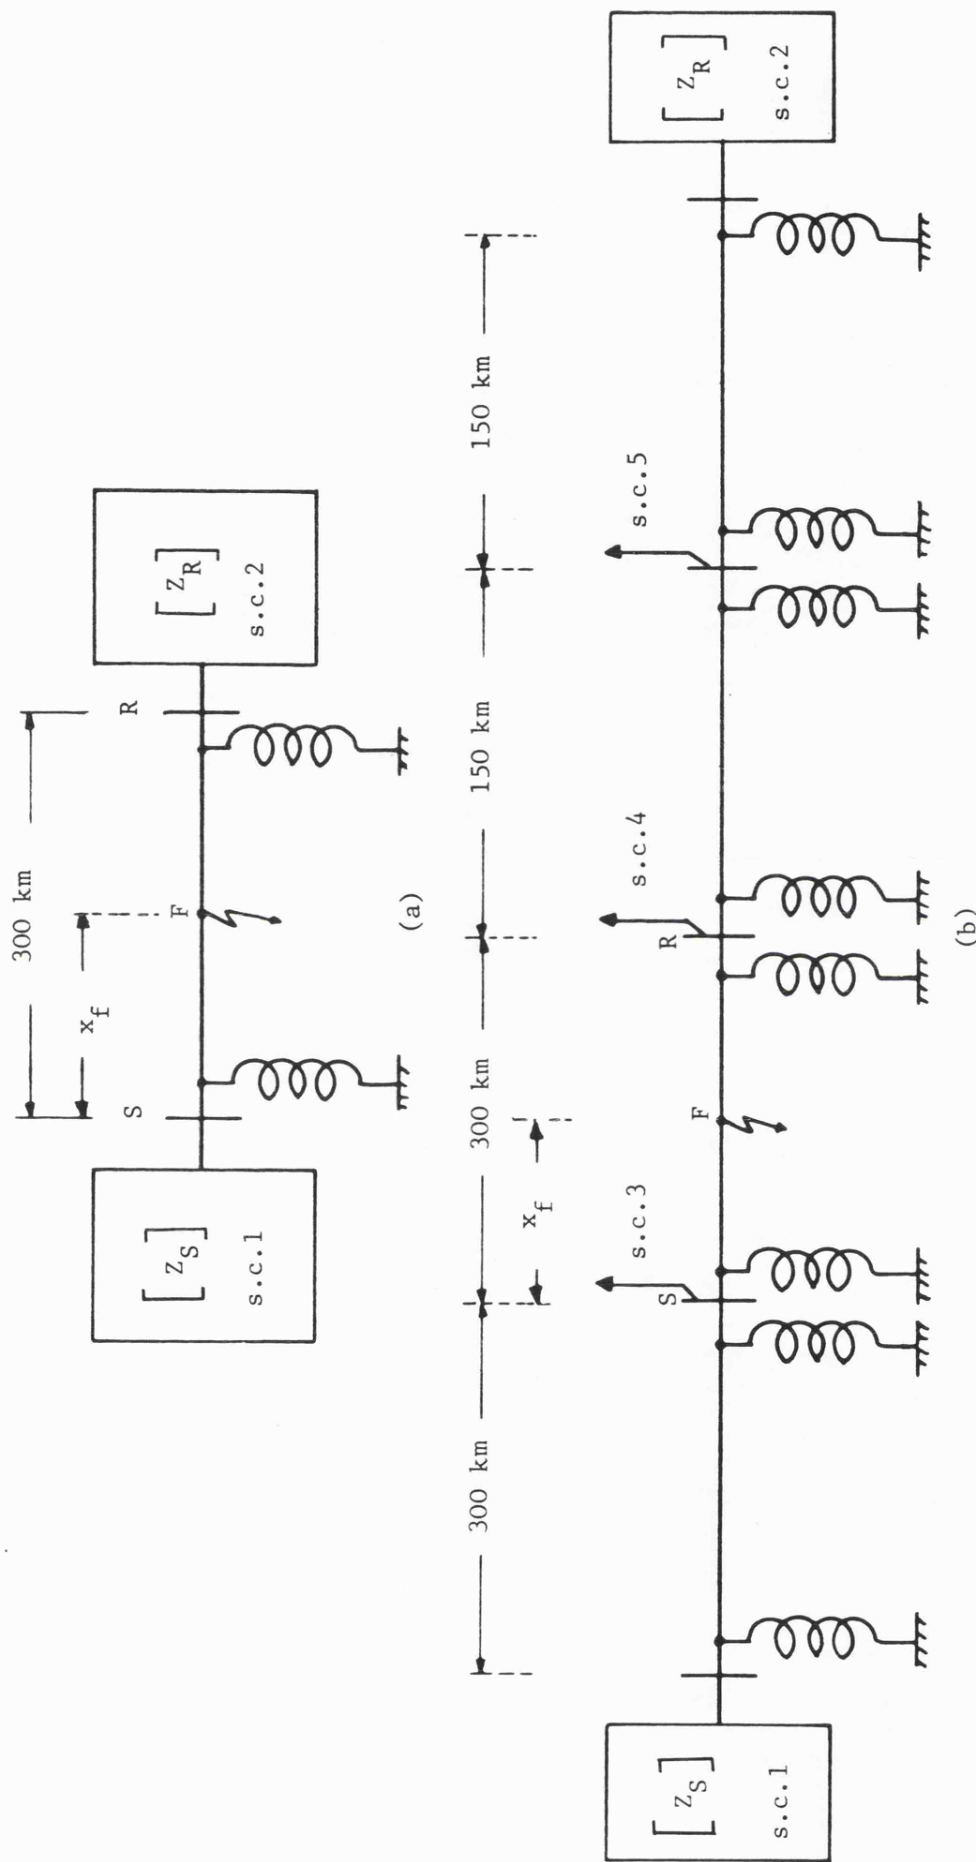 300 km
x_f
S
F
R
[Z_S]
s.c.1
[Z_R]
s.c.2
(a)
300 km
300 km
150 km
150 km
x_f
s.c.3
s.c.4
s.c.5
S
F
R
[Z_S]
s.c.1
[Z_R]
s.c.2
(b)